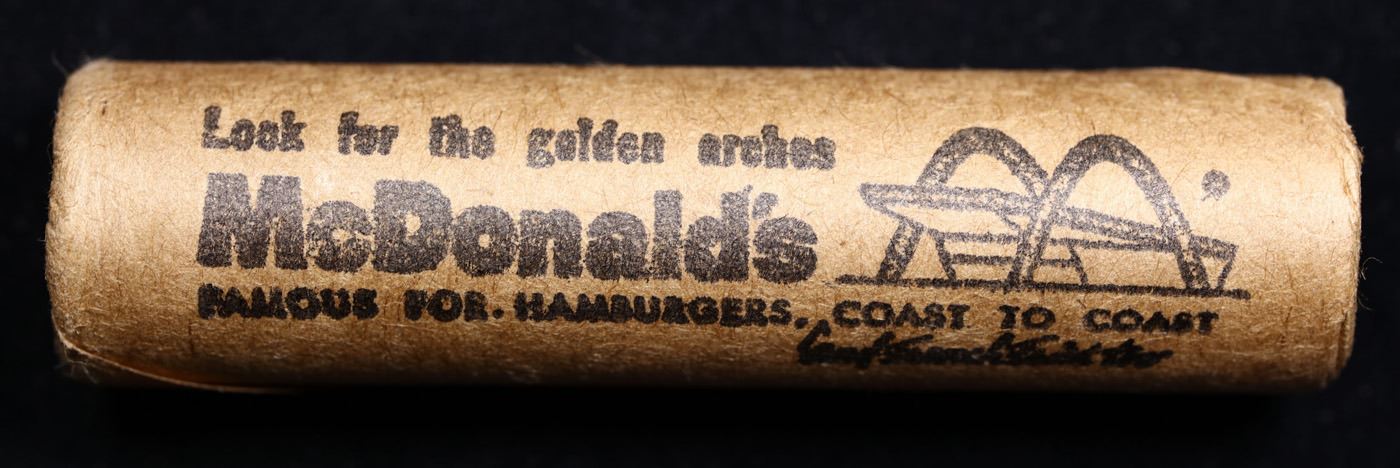 Look for the golden arches
McDonald's
FAMOUS FOR. HAMBURGERS, COAST TO COAST